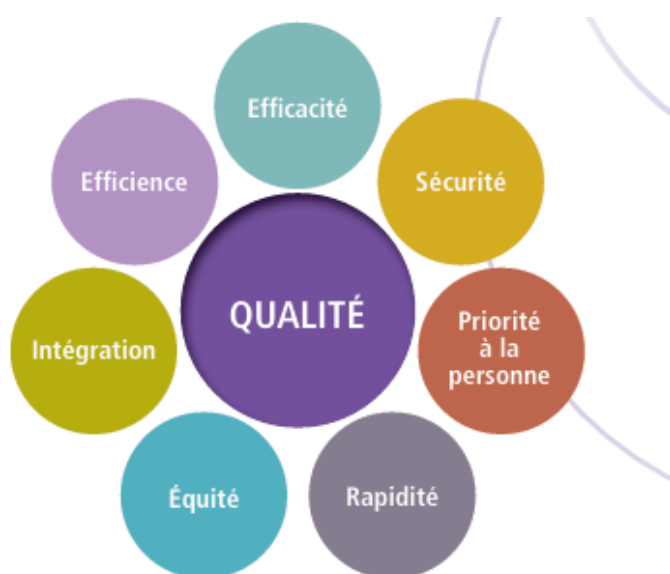 Efficacité
Efficience
Sécurité
QUALITÉ
Intégration
Priorité
à la
personne
Équité
Rapidité